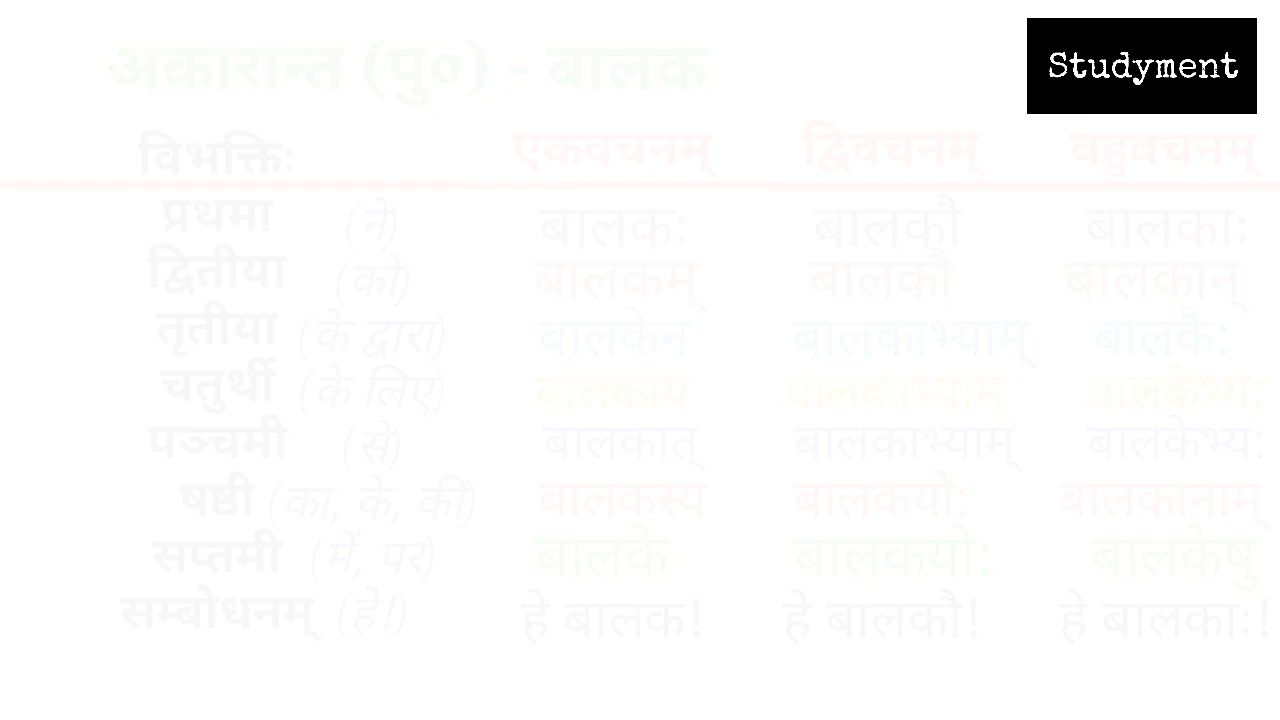 अकारान्त (पु०) - बालक
Studyment
विभक्तिः एकवचनम् द्विवचनम् बहुवचनम्
प्रथमा (ने) बालक: बालकौ बालका:
द्वितीया (को) बालकम् बालकौ बालकान्
तृतीया (के द्वारा) बालकेन बालकाभ्याम् बालकै:
चतुर्थी (के लिए) बालकाय बालकाभ्याम् बालकेभ्य:
पञ्चमी (से) बालकात् बालकाभ्याम् बालकेभ्य:
षष्ठी (का, के, की) बालकस्य बालकयो: बालकानाम्
सप्तमी (में, पर) बालके बालकयो: बालकेषु
सम्बोधनम् (हे!) हे बालक! हे बालकौ! हे बालकाः!